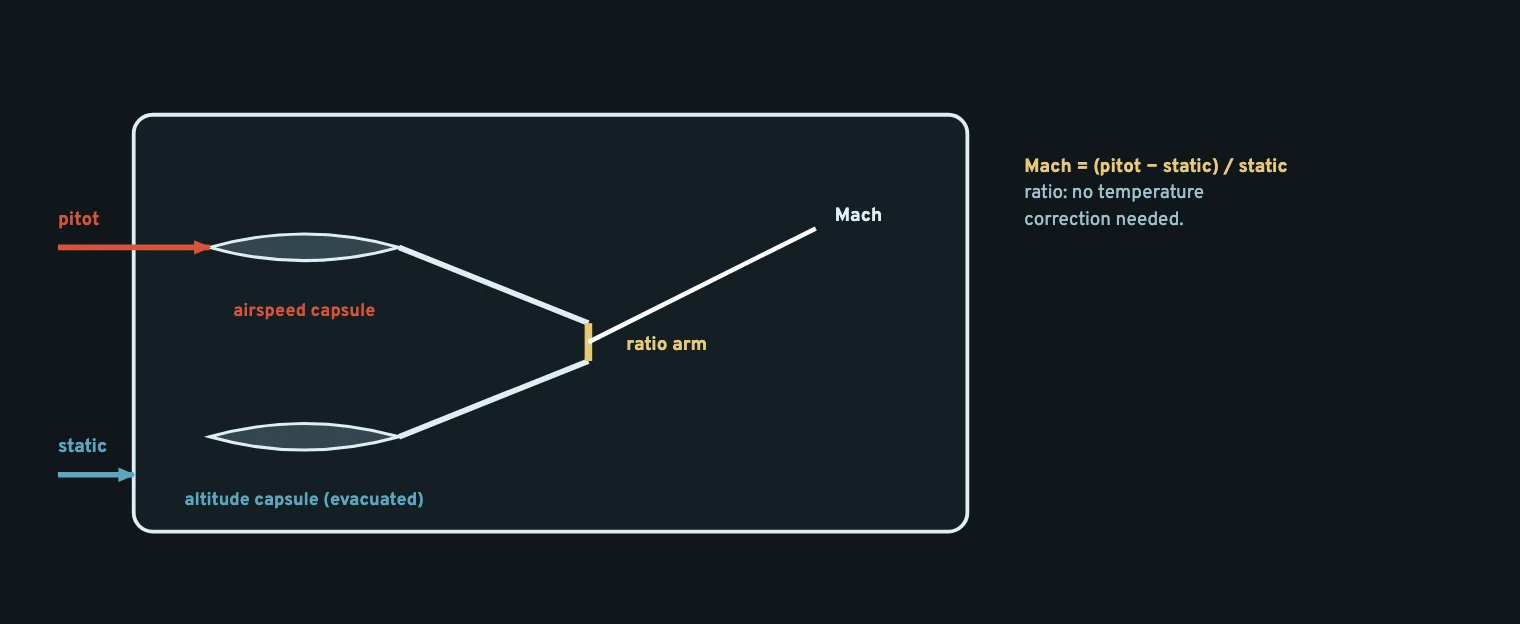 Mach = (pitot − static) / static
ratio: no temperature
correction needed.
Mach
pitot
airspeed capsule
ratio arm
static
altitude capsule (evacuated)